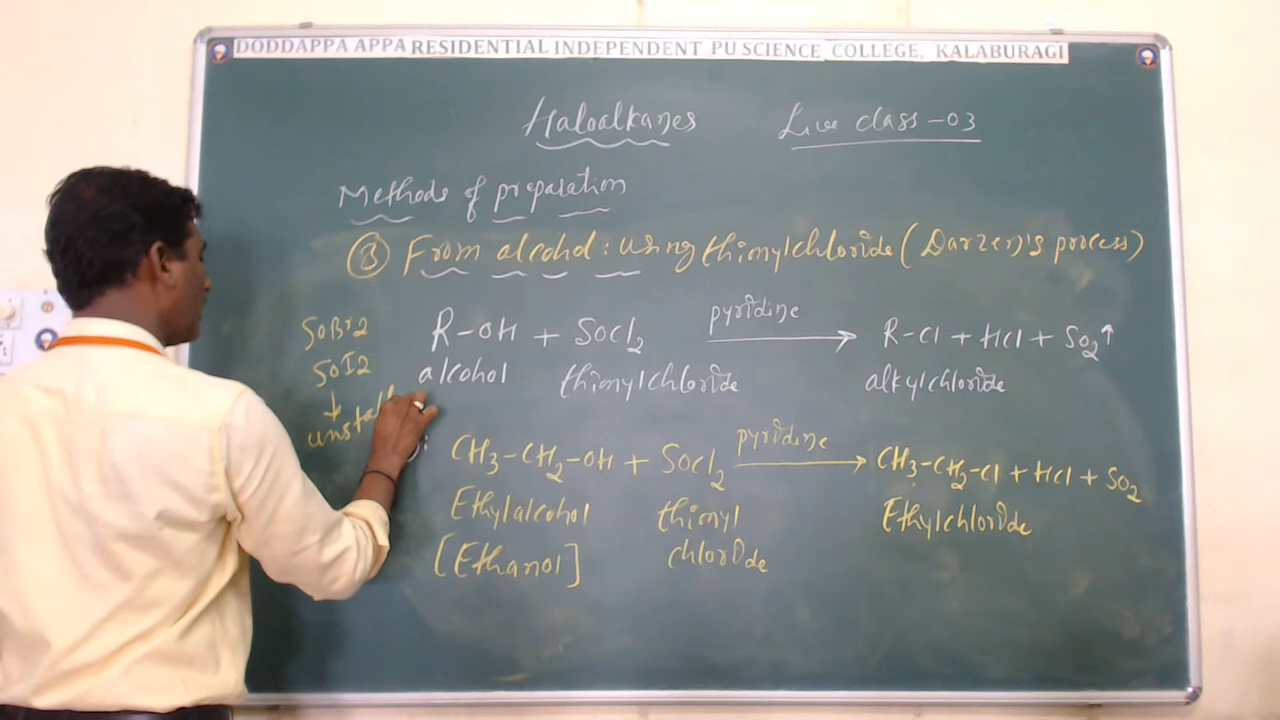 DODDAPPA APPA RESIDENTIAL INDEPENDENT PU SCIENCE COLLEGE, KALABURAGI
Haloalkanes Live class -03
Methods of preparation
③ From alcohol: using thionylchloride (Darzen's process)
R-OH + SOCl2 pyridine → R-Cl + HCl + SO2↑
alcohol thionylchloride alkylchloride
SOBr2
SOI2
↓
CH3-CH2-OH + SOCl2 pyridine → CH3-CH2-Cl + HCl + SO2
Ethylalcohol thionyl Ethylchloride
[Ethanol] chloride